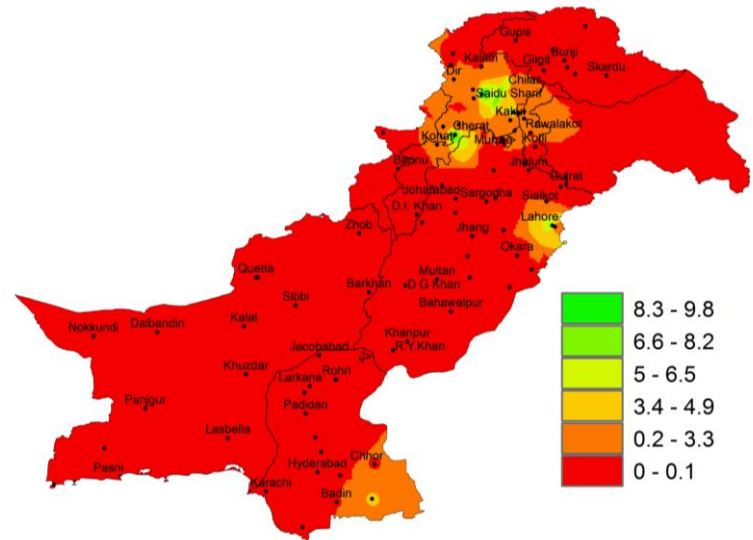 Gupis
Kalam
Gilgit
Bunji
Dir
Chilas
Skardu
Saidu Sharif
Kakul
Cherat
Rawalakot
Kohat
Murree
Kotli
Bannu
Jhelum
Gujrat
Joharabad
Sargodha
Sialkot
D.I. Khan
Lahore
Zhob
Jhang
Okara
Quetta
Multan
Barkhan
D G Khan
Sibbi
Bahawalpur
Nokkundi
Dalbandin
Kalat
Khanpur
Jacobabad
R.Y.Khan
Khuzdar
Larkana
Rohri
Panjgur
Padidan
Lasbella
Chhor
Pasni
Hyderabad
Karachi
Badin
8.3 - 9.8
6.6 - 8.2
5 - 6.5
3.4 - 4.9
0.2 - 3.3
0 - 0.1